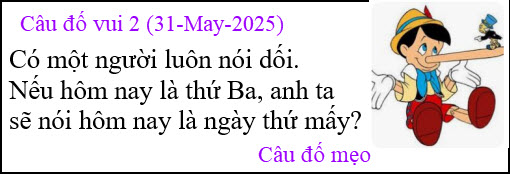 Câu đố vui 2 (31-May-2025)
Có một người luôn nói dối.
Nếu hôm nay là thứ Ba, anh ta
sẽ nói hôm nay là ngày thứ mấy?
Câu đố mẹo